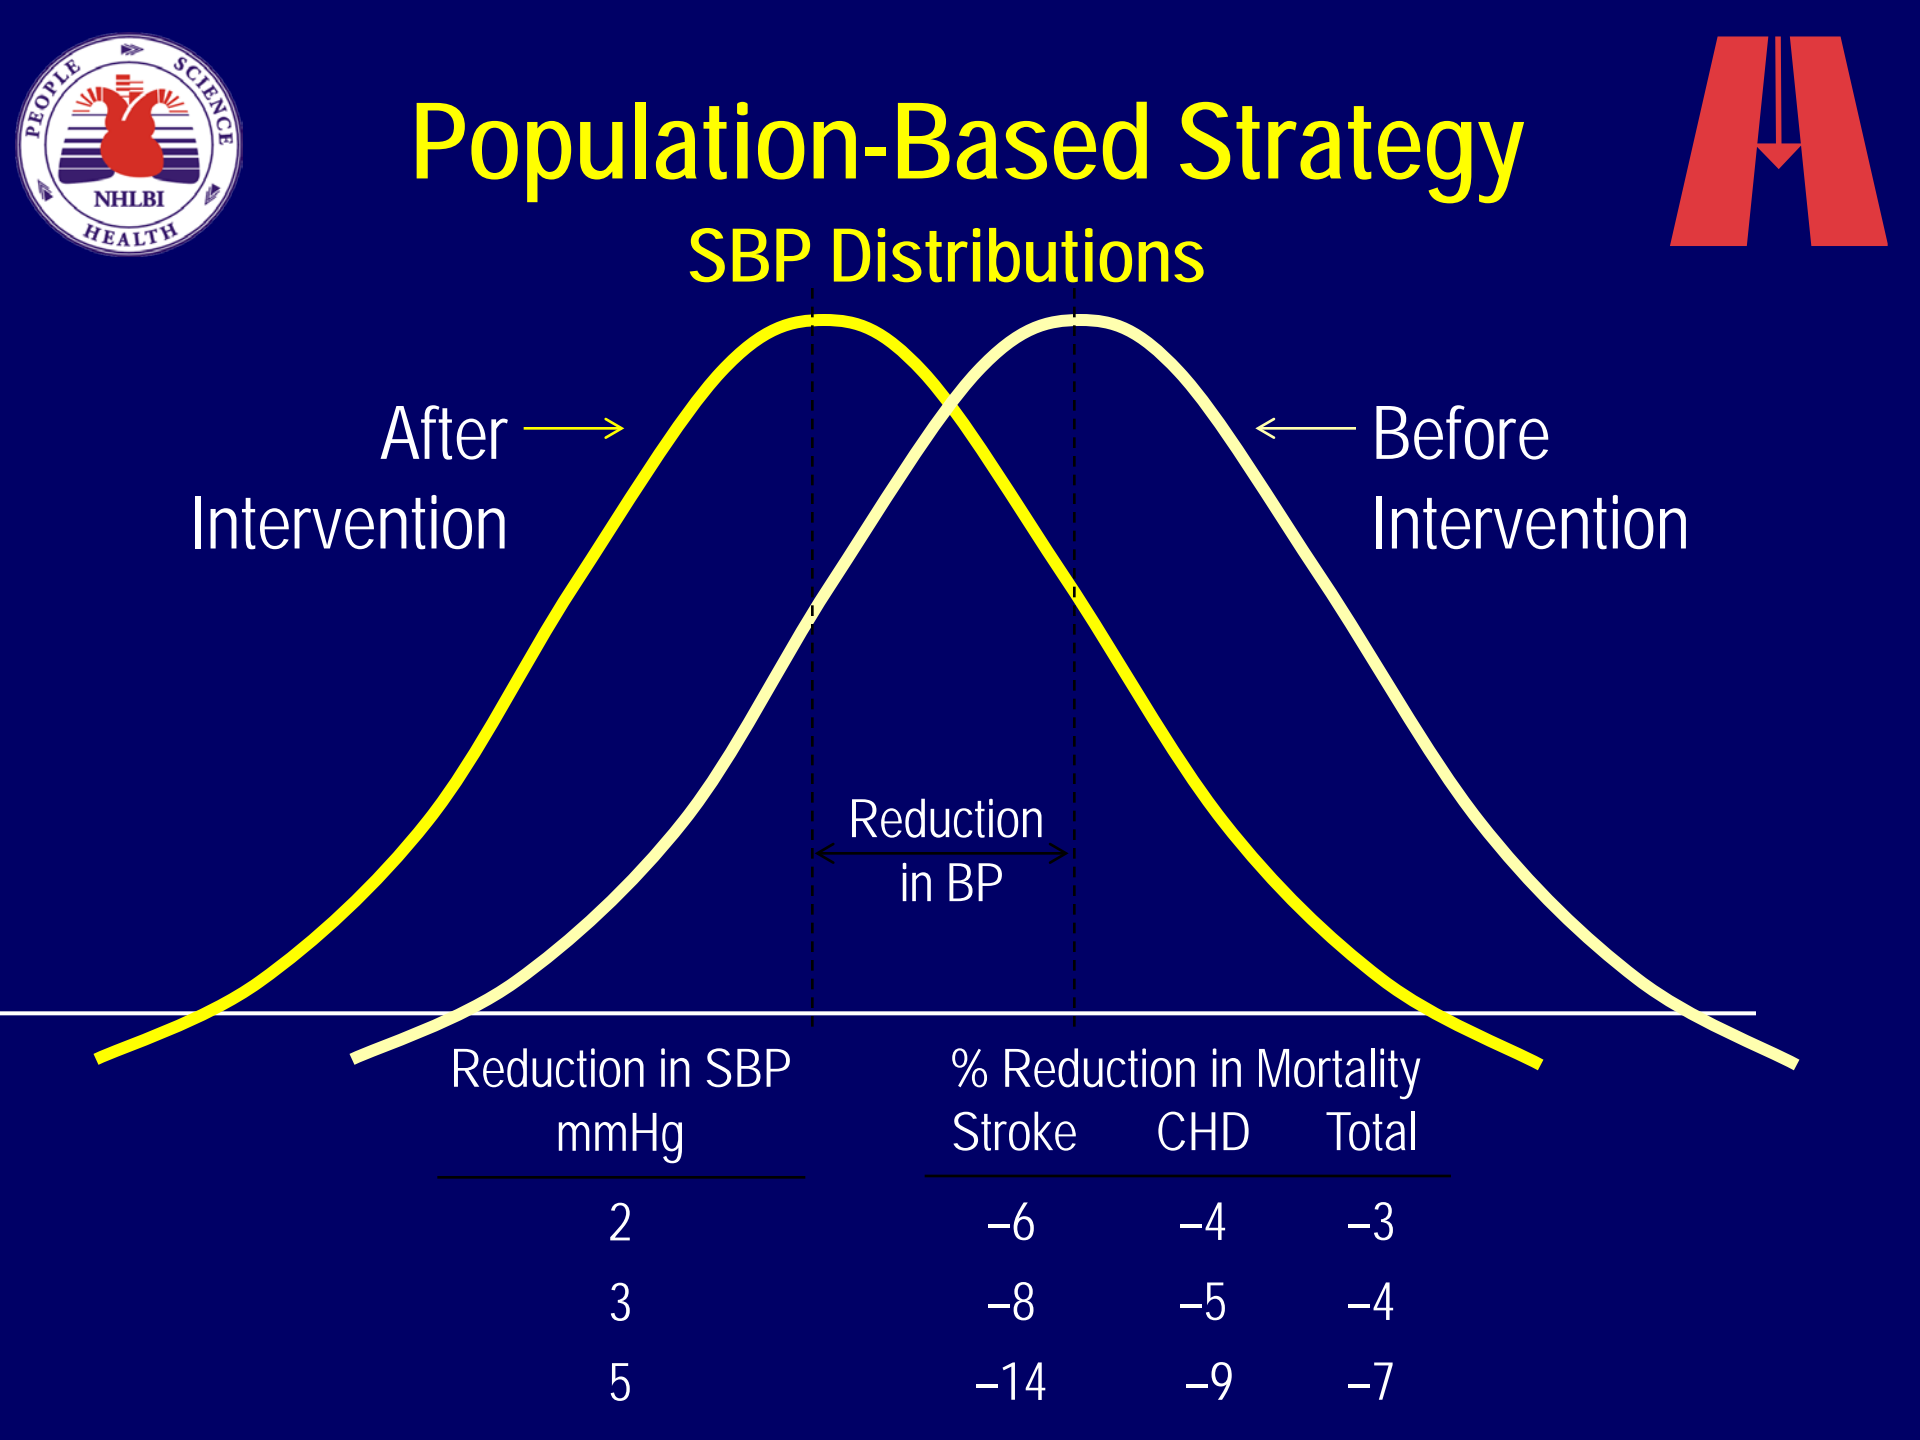 PEOPLE SCIENCE HEALTH
NHLBI
Population-Based Strategy
SBP Distributions
After
Intervention
Before
Intervention
Reduction
in BP
Reduction in SBP
mmHg
% Reduction in Mortality
Stroke CHD Total
2 –6 –4 –3
3 –8 –5 –4
5 –14 –9 –7